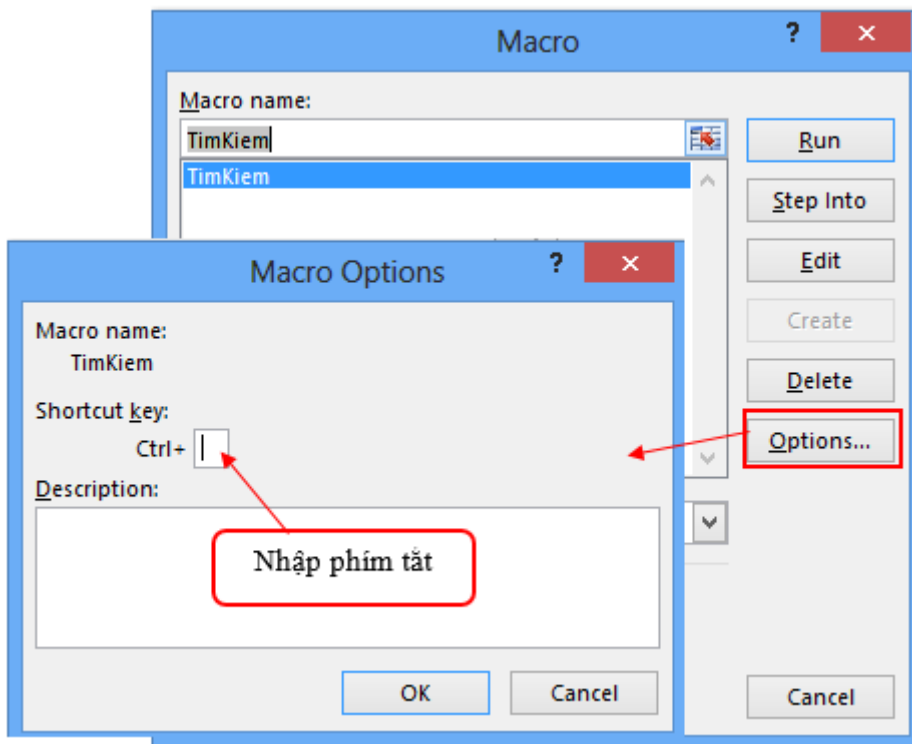 Macro
?
×
Macro name:
TimKiem
TimKiem
Run
Step Into
Edit
Create
Delete
Options...
Cancel
Macro Options
?
×
Macro name:
TimKiem
Shortcut key:
Ctrl+
Description:
Nhập phím tắt
OK
Cancel